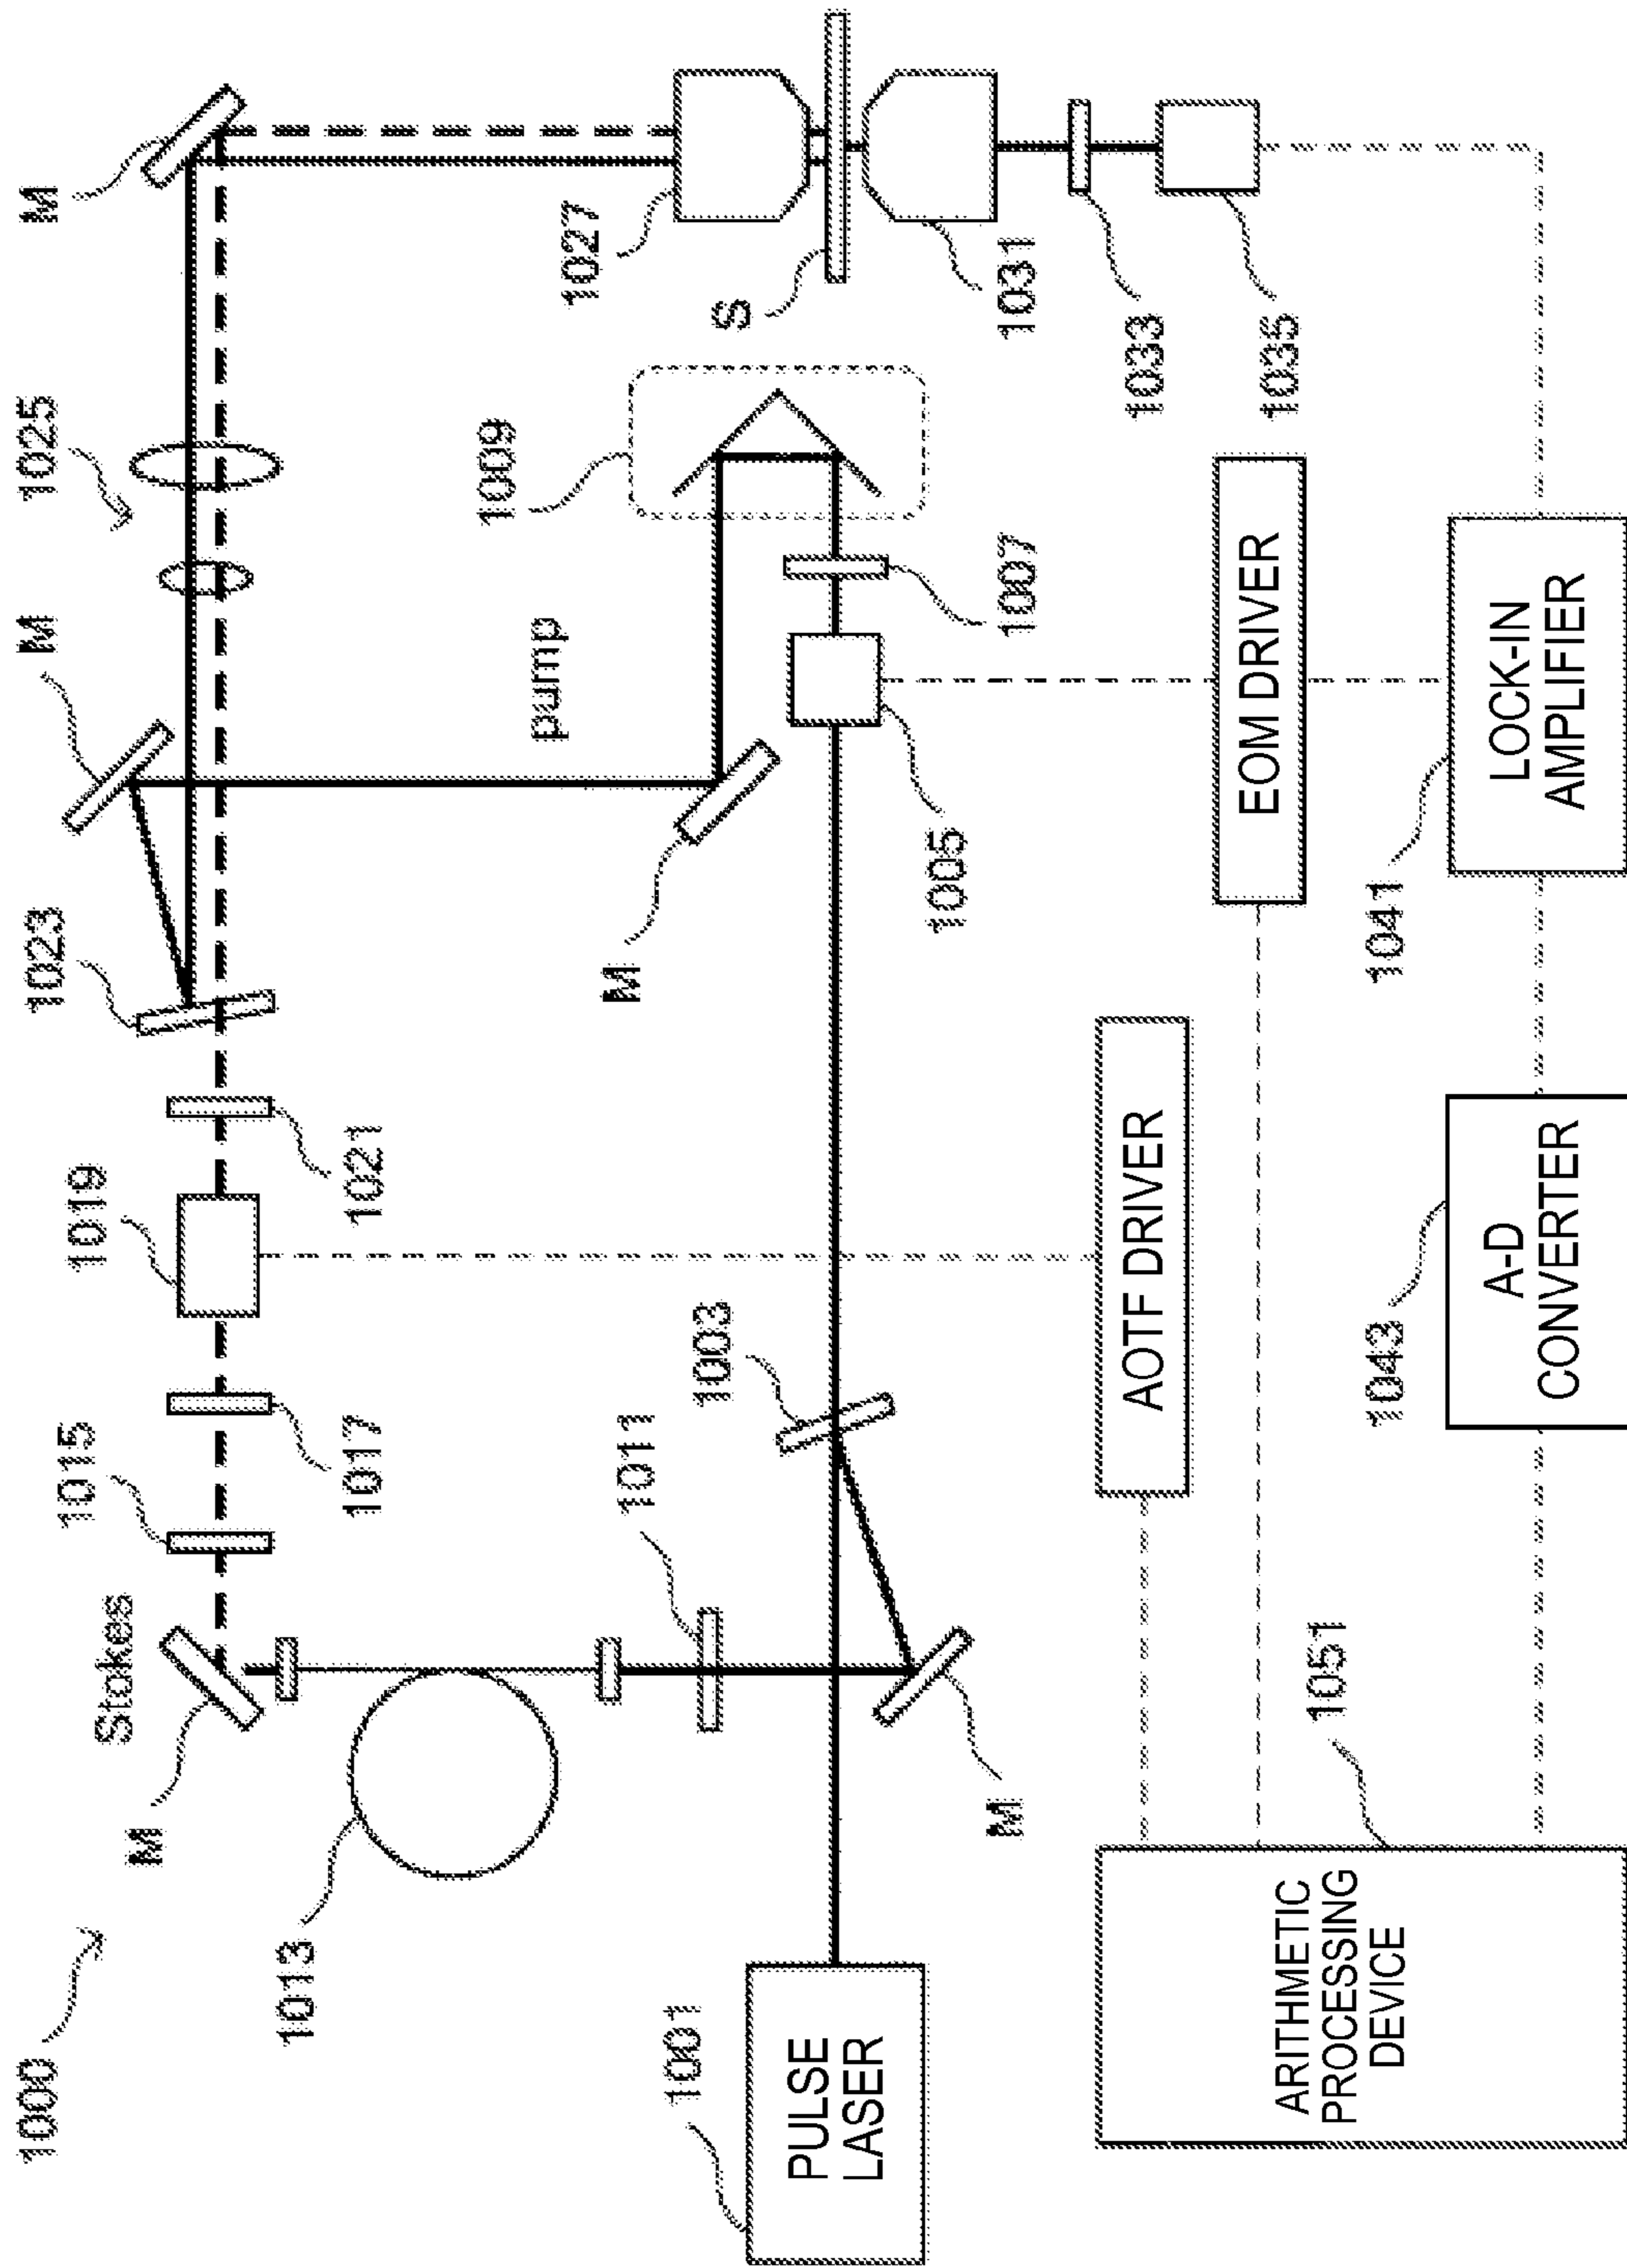 1000
Stokes
M
1015
1017
1019
1021
1023
M
1025
M
1013
1011
1003
M
M
pump
1009
1007
1005
1027
S
1031
1033
1035
1001
PULSE
LASER
AOTF DRIVER
EOM DRIVER
1051
ARITHMETIC
PROCESSING
DEVICE
1043
A-D
CONVERTER
1041
LOCK-IN
AMPLIFIER